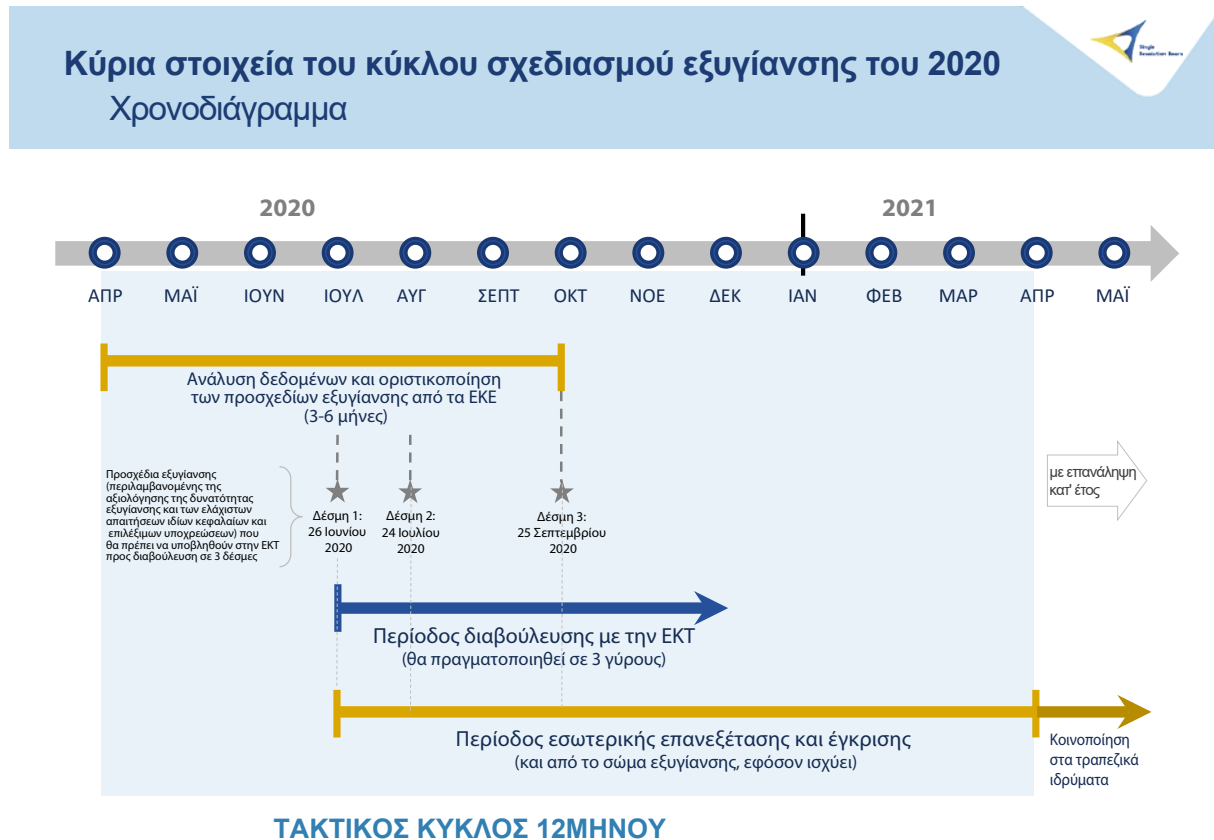 Κύρια στοιχεία του κύκλου σχεδιασμού εξυγίανσης του 2020
Χρονοδιάγραμμα
Single
Resolution Board
2020
2021
ΑΠΡ
ΜΑΪ
ΙΟΥΝ
ΙΟΥΛ
ΑΥΓ
ΣΕΠΤ
ΟΚΤ
ΝΟΕ
ΔΕΚ
ΙΑΝ
ΦΕΒ
ΜΑΡ
ΑΠΡ
ΜΑΪ
Ανάλυση δεδομένων και οριστικοποίηση
των προσχεδίων εξυγίανσης από τα ΕΚΕ
(3-6 μήνες)
Προσχέδια εξυγίανσης
(περιλαμβανομένης της
αξιολόγησης της δυνατότητας
εξυγίανσης και των ελάχιστων
απαιτήσεων ιδίων κεφαλαίων και
επιλέξιμων υποχρεώσεων) που
θα πρέπει να υποβληθούν στην ΕΚΤ
προς διαβούλευση σε 3 δέσμες
Δέσμη 1:
26 Ιουνίου
2020
Δέσμη 2:
24 Ιουλίου
2020
Δέσμη 3:
25 Σεπτεμβρίου
2020
με επανάληψη
κατ' έτος
Περίοδος διαβούλευσης με την ΕΚΤ
(θα πραγματοποιηθεί σε 3 γύρους)
Περίοδος εσωτερικής επανεξέτασης και έγκρισης
(και από το σώμα εξυγίανσης, εφόσον ισχύει)
Κοινοποίηση
στα τραπεζικά
ιδρύματα
ΤΑΚΤΙΚΟΣ ΚΥΚΛΟΣ 12ΜΗΝΟΥ